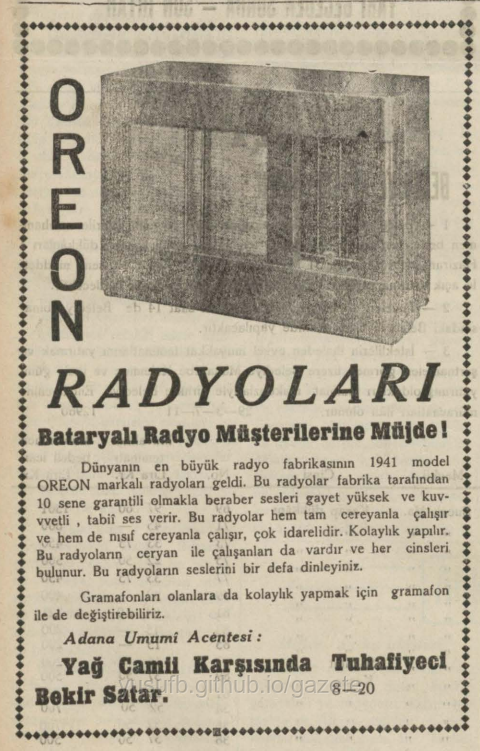 OREON
RADYOLARI
Bataryalı Radyo Müşterilerine Müjde !
Dünyanın en büyük radyo fabrikasının 1941 model
OREON markalı radyoları geldi. Bu radyolar fabrika tarafından
10 sene garantili olmakla beraber sesleri gayet yüksek ve kuv-
vvetli , tabiî ses verir. Bu radyolar hem tam cereyanla çalışır
ve hem de nısıf cereyanla çalışır, çok idarelidir. Kolaylık yapılır.
Bu radyoların ceryan ile çalışanları da vardır ve her cinsleri
bulunur. Bu radyoların seslerini bir defa dinleyiniz.
Gramafonları olanlara da kolaylık yapmak için gramafon
ile de değiştirebiliriz.
Adana Umumî Acentesi :
Yağ Camii Karşısında Tuhafiyeci
Bekir Satar. 8—20
yusufb.github.io/gazete